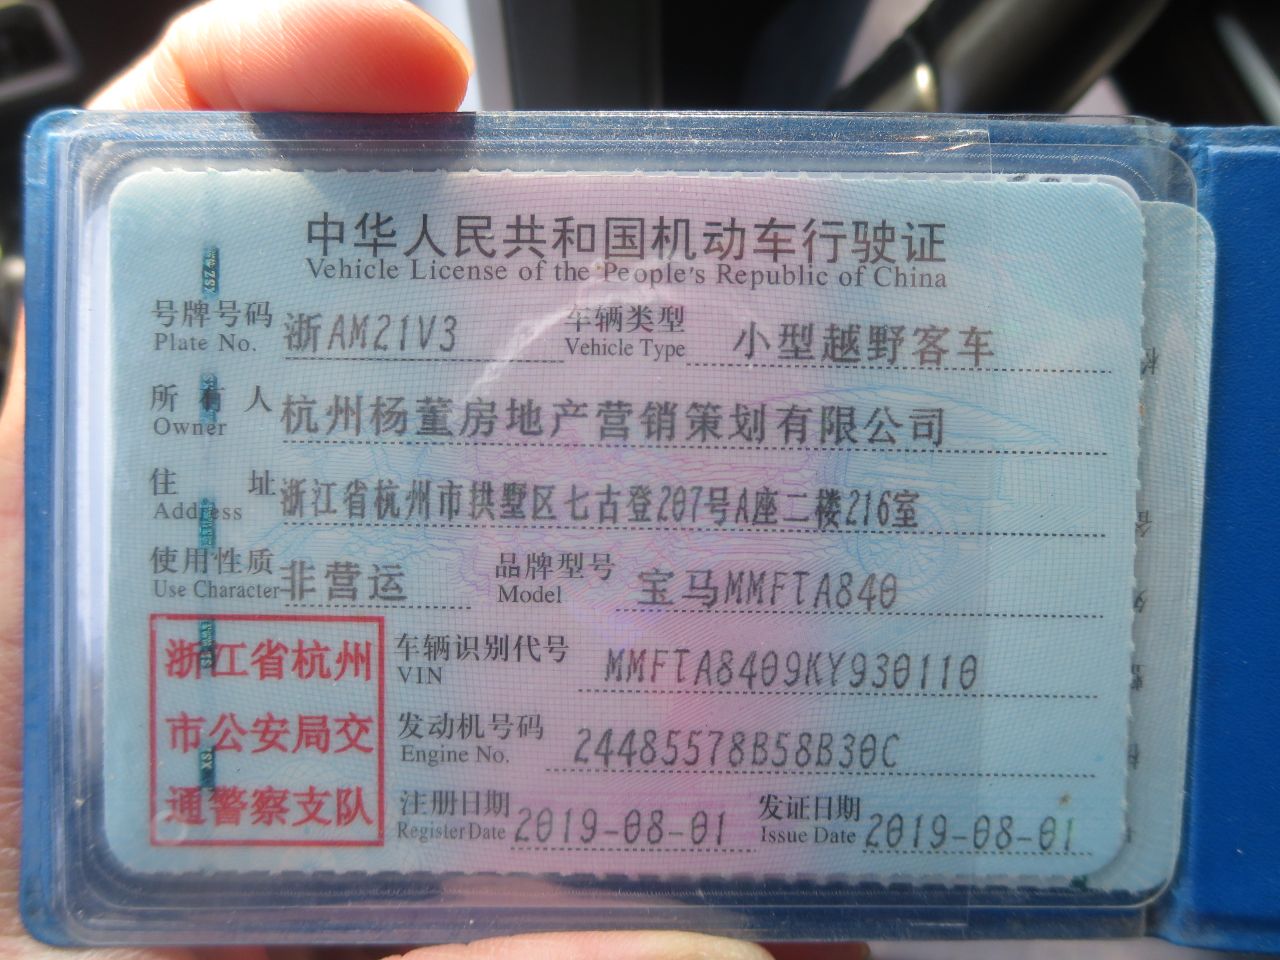 中华人民共和国机动车行驶证
Vehicle License of the People's Republic of China
号牌号码 浙AM21V3 车辆类型 小型越野客车
Plate No. Vehicle Type
所有人 杭州杨董房地产营销策划有限公司
Owner
住址 浙江省杭州市拱墅区七古登207号A座二楼216室
Address
使用性质 非营运 品牌型号 宝马MMFTA840
Use Character Model
车辆识别代号 MMFTA8409KY930110
VIN
发动机号码 24485578B58B30C
Engine No.
注册日期 2019-08-01 发证日期 2019-08-01
Register Date Issue Date
浙江省杭州
市公安局交
通警察支队